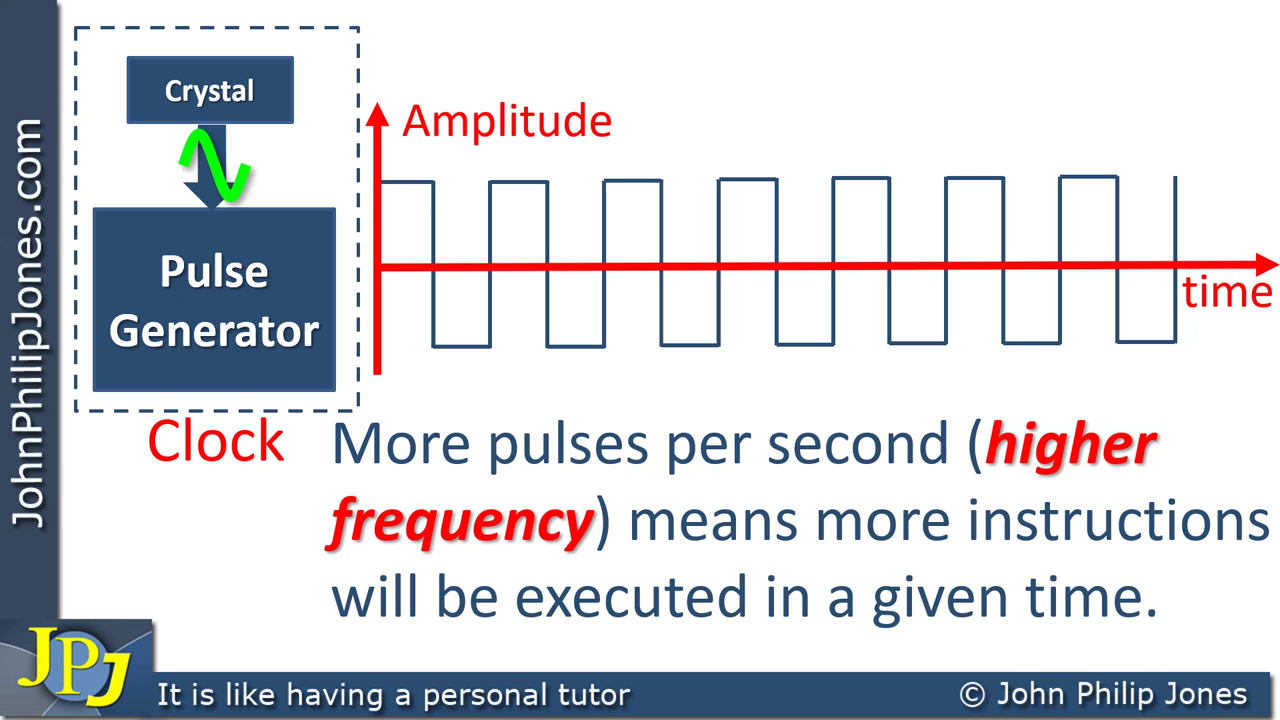 JohnPhilipJones.com
Crystal
Pulse
Generator
Clock
Amplitude
time
More pulses per second (higher
frequency) means more instructions
will be executed in a given time.
JPJ
It is like having a personal tutor
© John Philip Jones